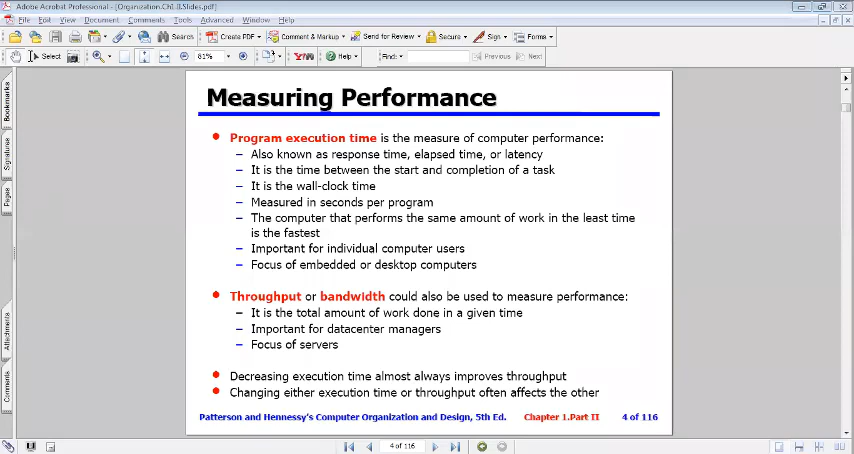 Adobe Acrobat Professional - [Organization.Ch1.II.Slides.pdf]
File Edit View Document Comments Tools Advanced Window Help
Create PDF Comment & Markup Send for Review Secure Sign Forms
Search
Select 81% Help Find: Previous Next
Bookmarks
Signatures
Pages
Attachments
Comments
Measuring Performance
• Program execution time is the measure of computer performance:
– Also known as response time, elapsed time, or latency
– It is the time between the start and completion of a task
– It is the wall-clock time
– Measured in seconds per program
– The computer that performs the same amount of work in the least time
is the fastest
– Important for individual computer users
– Focus of embedded or desktop computers
• Throughput or bandwidth could also be used to measure performance:
– It is the total amount of work done in a given time
– Important for datacenter managers
– Focus of servers
• Decreasing execution time almost always improves throughput
• Changing either execution time or throughput often affects the other
Patterson and Hennessy's Computer Organization and Design, 5th Ed. Chapter 1.Part II 4 of 116
4 of 116